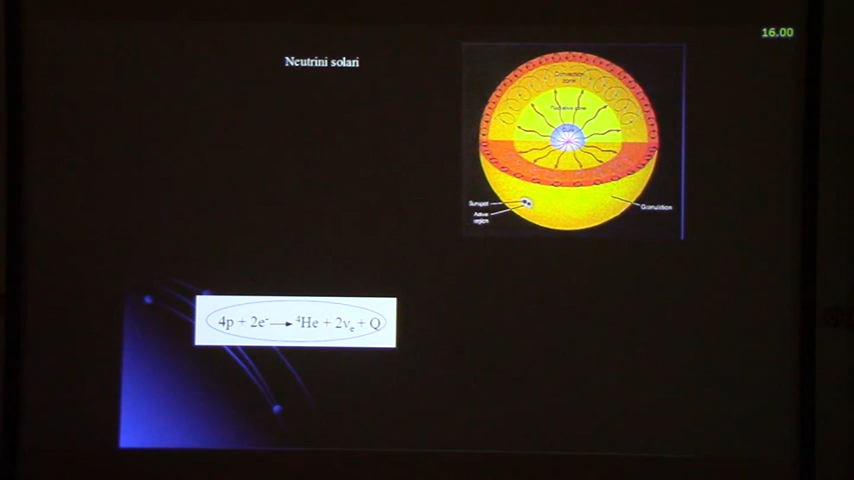 16.00
Neutrini solari
Convection
zone
Radiative zone
Core
Sunspot
Active
region
Granulation
4p + 2e⁻ → ⁴He + 2νₑ + Q